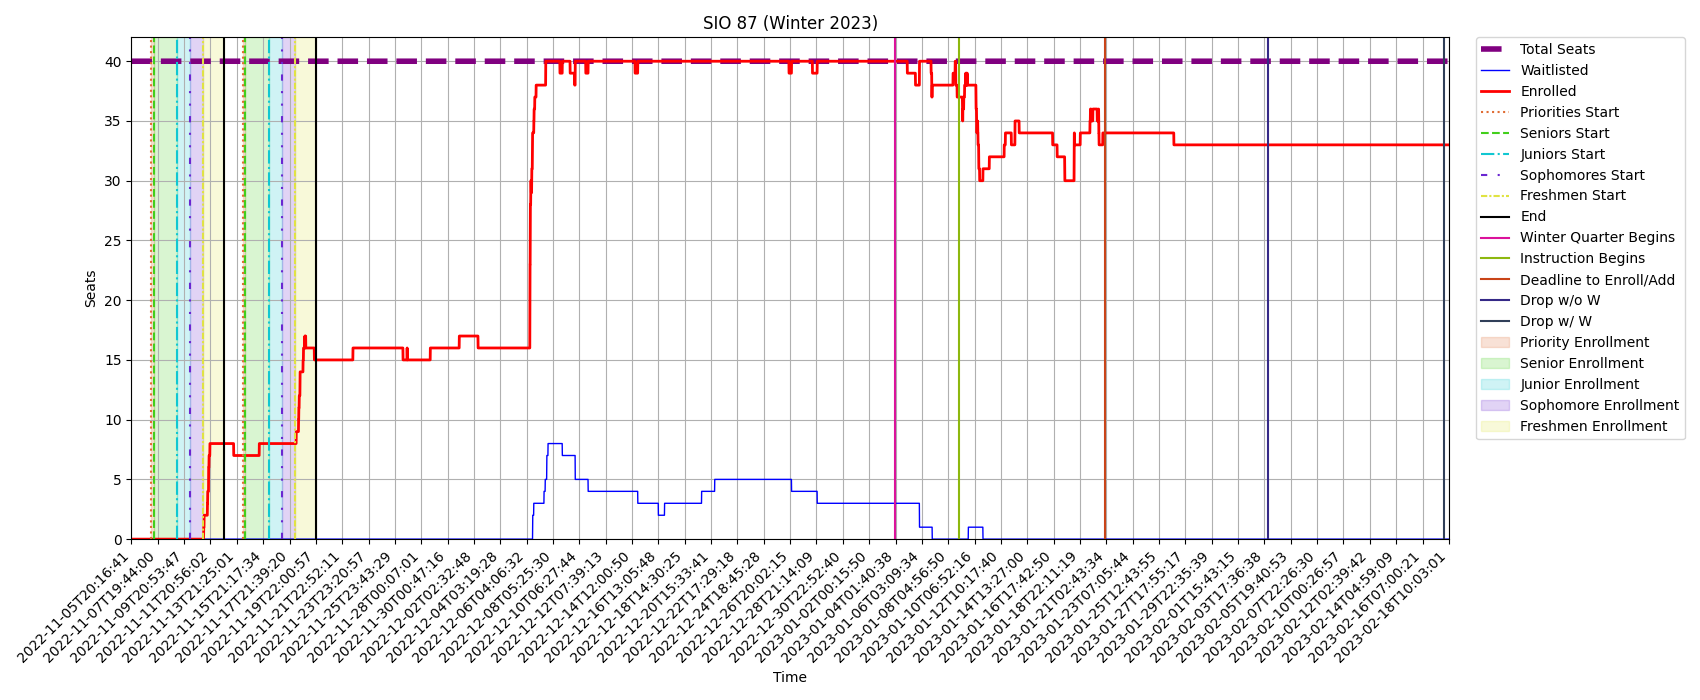 SIO 87 (Winter 2023)
Seats
40
35
30
25
20
15
10
5
0
2022-11-05T20:16:41
2022-11-07T19:44:00
2022-11-09T20:53:47
2022-11-11T20:56:02
2022-11-13T21:25:01
2022-11-15T21:17:34
2022-11-17T21:39:20
2022-11-19T22:00:57
2022-11-21T22:52:11
2022-11-23T23:20:57
2022-11-25T23:43:29
2022-11-28T00:07:01
2022-11-30T00:47:16
2022-12-02T02:32:48
2022-12-04T03:19:28
2022-12-06T04:06:32
2022-12-08T05:25:30
2022-12-10T06:27:44
2022-12-12T07:39:13
2022-12-14T12:00:50
2022-12-16T13:05:48
2022-12-18T14:30:25
2022-12-20T15:33:41
2022-12-22T17:29:18
2022-12-24T18:45:28
2022-12-26T20:02:15
2022-12-28T21:14:09
2022-12-30T22:52:40
2023-01-02T00:15:50
2023-01-04T01:40:38
2023-01-06T03:09:34
2023-01-08T04:56:50
2023-01-10T06:52:16
2023-01-12T10:17:40
2023-01-14T13:27:00
2023-01-16T17:42:50
2023-01-18T22:11:19
2023-01-21T02:43:34
2023-01-23T07:05:44
2023-01-25T12:43:55
2023-01-27T17:55:17
2023-01-29T22:35:39
2023-02-01T15:43:15
2023-02-03T17:36:38
2023-02-05T19:40:53
2023-02-07T22:26:30
2023-02-10T00:26:57
2023-02-12T02:39:42
2023-02-14T04:59:09
2023-02-16T07:00:21
2023-02-18T10:03:01
Time
Total Seats
Waitlisted
Enrolled
Priorities Start
Seniors Start
Juniors Start
Sophomores Start
Freshmen Start
End
Winter Quarter Begins
Instruction Begins
Deadline to Enroll/Add
Drop w/o W
Drop w/ W
Priority Enrollment
Senior Enrollment
Junior Enrollment
Sophomore Enrollment
Freshmen Enrollment